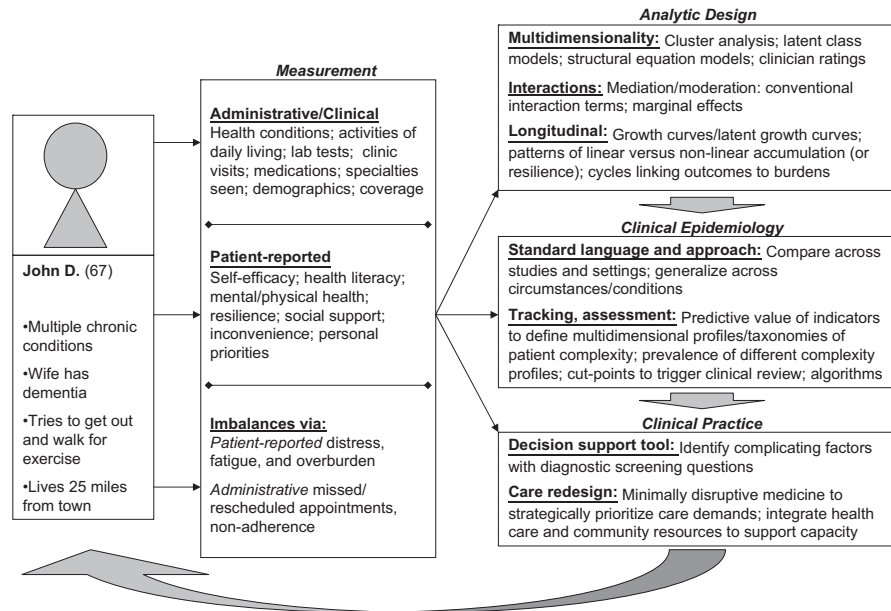 John D. (67)
•Multiple chronic
conditions
•Wife has
dementia
•Tries to get out
and walk for
exercise
•Lives 25 miles
from town
Measurement
Administrative/Clinical
Health conditions; activities of
daily living; lab tests; clinic
visits; medications; specialties
seen; demographics; coverage
Patient-reported
Self-efficacy; health literacy;
mental/physical health;
resilience; social support;
inconvenience; personal
priorities
Imbalances via:
Patient-reported distress,
fatigue, and overburden
Administrative missed/
rescheduled appointments,
non-adherence
Analytic Design
Multidimensionality: Cluster analysis; latent class
models; structural equation models; clinician ratings
Interactions: Mediation/moderation: conventional
interaction terms; marginal effects
Longitudinal: Growth curves/latent growth curves;
patterns of linear versus non-linear accumulation (or
resilience); cycles linking outcomes to burdens
Clinical Epidemiology
Standard language and approach: Compare across
studies and settings; generalize across
circumstances/conditions
Tracking, assessment: Predictive value of indicators
to define multidimensional profiles/taxonomies of
patient complexity; prevalence of different complexity
profiles; cut-points to trigger clinical review; algorithms
Clinical Practice
Decision support tool: Identify complicating factors
with diagnostic screening questions
Care redesign: Minimally disruptive medicine to
strategically prioritize care demands; integrate health
care and community resources to support capacity